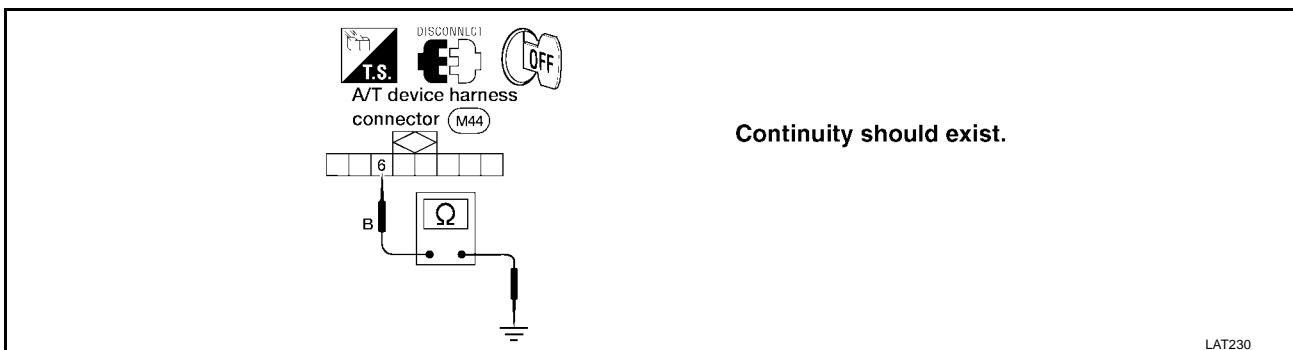 DISCONNECT
T.S.
OFF
A/T device harness
connector M44
6
Ω
B
Continuity should exist.
LAT230